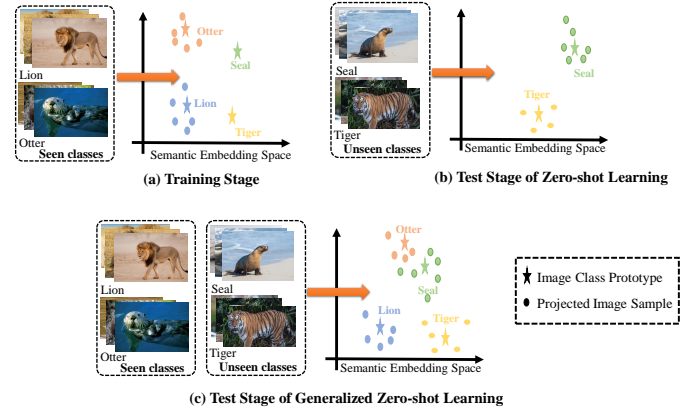 Lion
Otter
Seen classes
Otter
Seal
Lion
Tiger
Semantic Embedding Space
(a) Training Stage
Seal
Tiger
Unseen classes
Seal
Tiger
Semantic Embedding Space
(b) Test Stage of Zero-shot Learning
Lion
Otter
Seen classes
Seal
Tiger
Unseen classes
Otter
Seal
Lion
Tiger
Semantic Embedding Space
Image Class Prototype
Projected Image Sample
(c) Test Stage of Generalized Zero-shot Learning